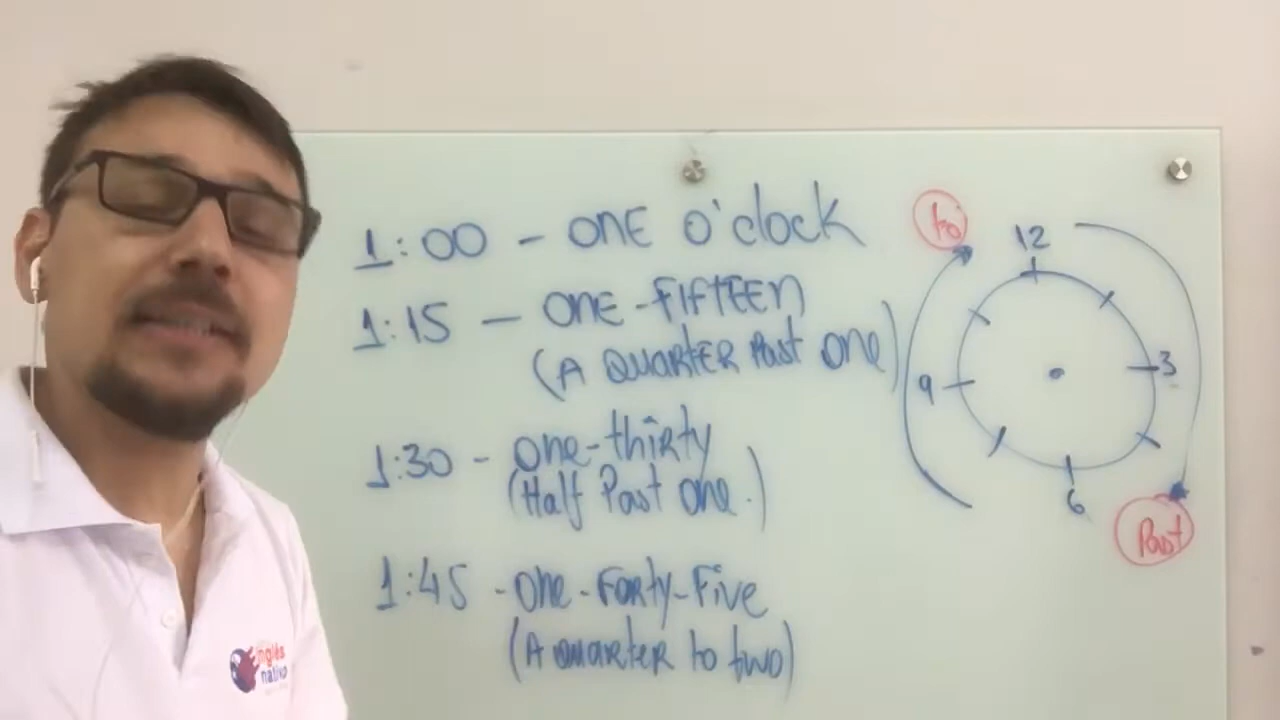 1:00 - ONE o'clock
1:15 - ONE-FIFTEEN
(A QUARTER Past ONE)
1:30 - one-thirty
(Half Past one.)
1:45 - One-Forty-Five
(A quarter to two)
to
12
3
6
9
Past
inglés
nativo